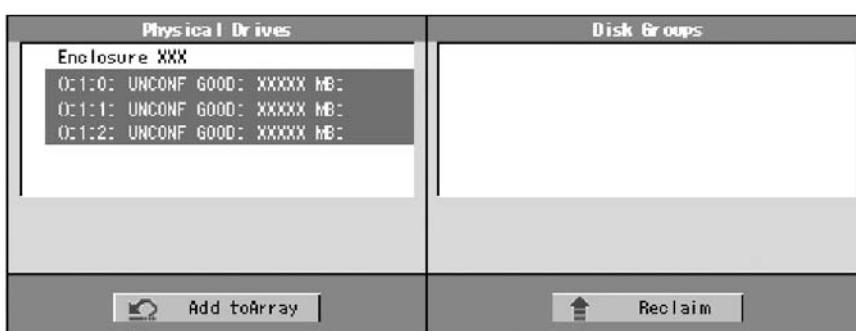 Physical Drives
Enclosure XXX
0:1:0: UNCONF GOOD: XXXXX MB:
0:1:1: UNCONF GOOD: XXXXX MB:
0:1:2: UNCONF GOOD: XXXXX MB:
Add toArray
Disk Groups
Reclaim